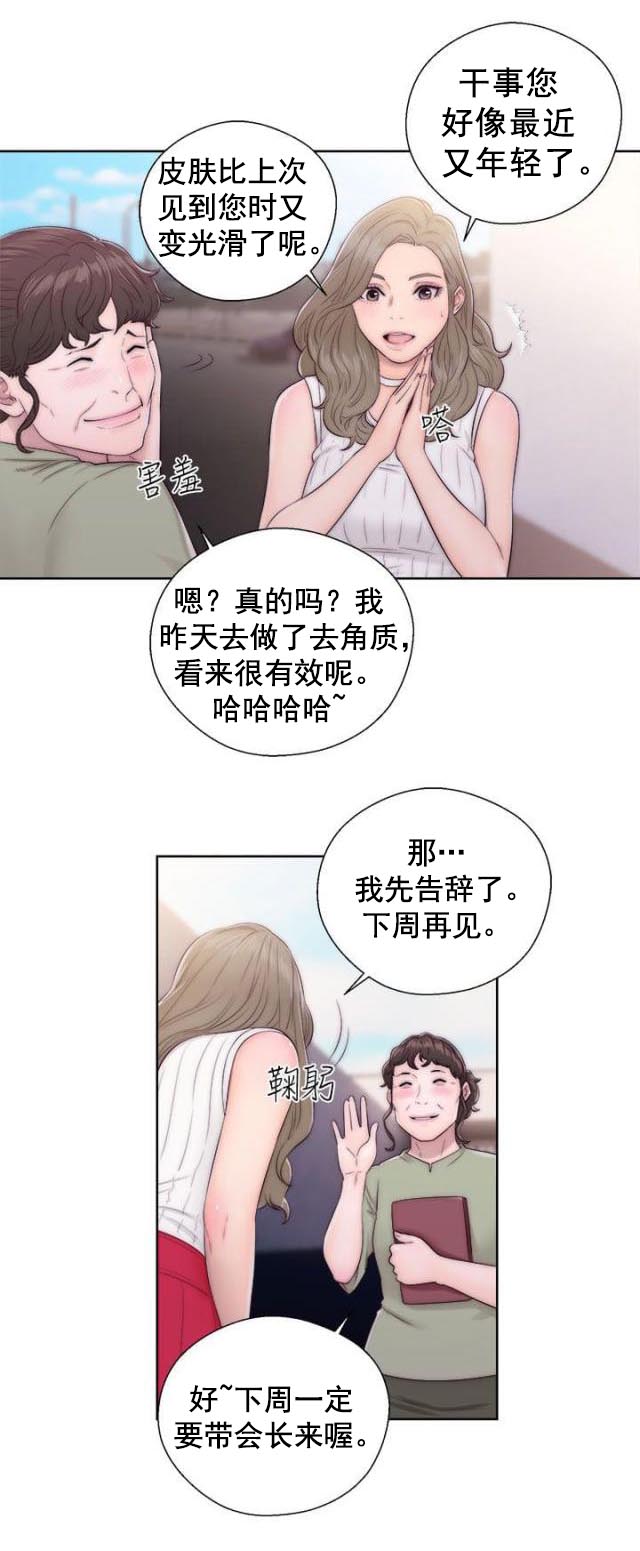 干事您
好像最近
又年轻了。
皮肤比上次
见到您时又
变光滑了呢。
嗒
害羞
嗯？真的吗？我
昨天去做了去角质，
看来很有效呢。
哈哈哈哈~
那…
我先告辞了。
下周再见。
鞠躬
好~下周一定
要带会长来喔。